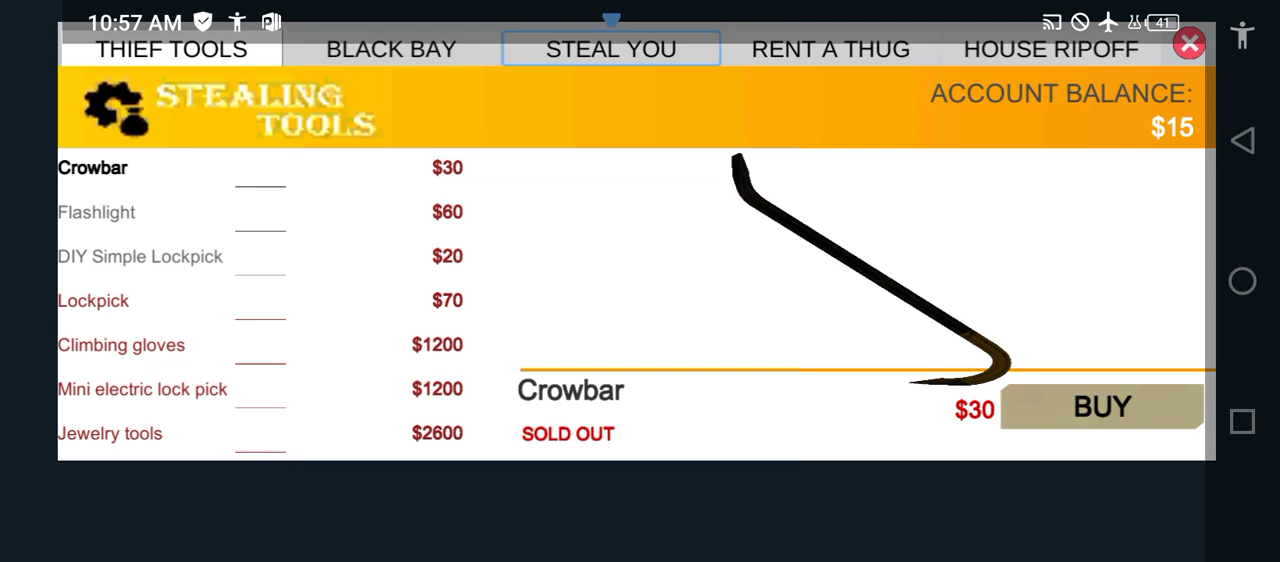 10:57 AM
41
THIEF TOOLS
BLACK BAY
STEAL YOU
RENT A THUG
HOUSE RIPOFF
STEALING
TOOLS
ACCOUNT BALANCE:
$15
Crowbar $30
Flashlight $60
DIY Simple Lockpick $20
Lockpick $70
Climbing gloves $1200
Mini electric lock pick $1200
Jewelry tools $2600
Crowbar
$30
BUY
SOLD OUT